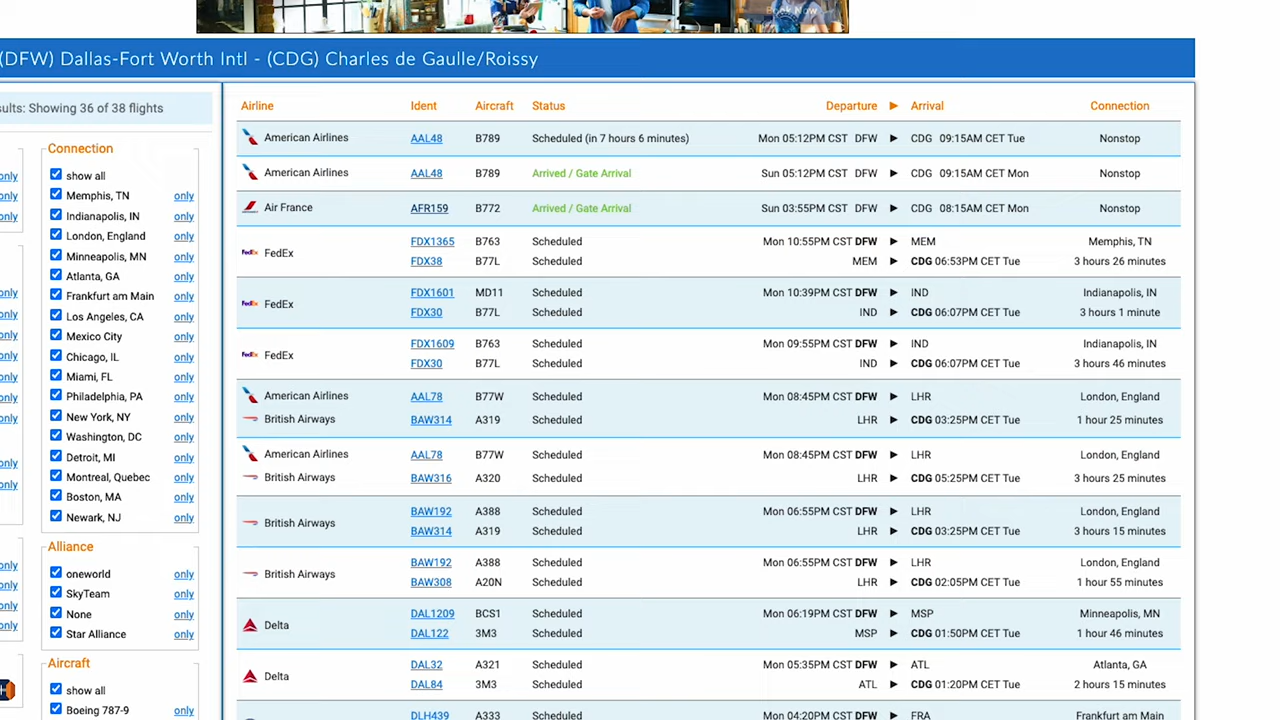 Book Now
(DFW) Dallas-Fort Worth Intl - (CDG) Charles de Gaulle/Roissy
Showing 36 of 38 flights
Connection
show all
Memphis, TN only
Indianapolis, IN only
London, England only
Minneapolis, MN only
Atlanta, GA only
Frankfurt am Main only
Los Angeles, CA only
Mexico City only
Chicago, IL only
Miami, FL only
Philadelphia, PA only
New York, NY only
Washington, DC only
Detroit, MI only
Montreal, Quebec only
Boston, MA only
Newark, NJ only
Alliance
oneworld only
SkyTeam only
None only
Star Alliance only
Aircraft
show all
Boeing 787-9 only
Airline Ident Aircraft Status Departure ▶ Arrival Connection
American Airlines AAL48 B789 Scheduled (in 7 hours 6 minutes) Mon 05:12PM CST DFW ▶ CDG 09:15AM CET Tue Nonstop
American Airlines AAL48 B789 Arrived / Gate Arrival Sun 05:12PM CST DFW ▶ CDG 09:15AM CET Mon Nonstop
Air France AFR159 B772 Arrived / Gate Arrival Sun 03:55PM CST DFW ▶ CDG 08:15AM CET Mon Nonstop
FedEx
FDX1365 B763 Scheduled Mon 10:55PM CST DFW ▶ MEM Memphis, TN
FDX38 B77L Scheduled MEM ▶ CDG 06:53PM CET Tue 3 hours 26 minutes
FedEx
FDX1601 MD11 Scheduled Mon 10:39PM CST DFW ▶ IND Indianapolis, IN
FDX30 B77L Scheduled IND ▶ CDG 06:07PM CET Tue 3 hours 1 minute
FedEx
FDX1609 B763 Scheduled Mon 09:55PM CST DFW ▶ IND Indianapolis, IN
FDX30 B77L Scheduled IND ▶ CDG 06:07PM CET Tue 3 hours 46 minutes
American Airlines AAL78 B77W Scheduled Mon 08:45PM CST DFW ▶ LHR London, England
British Airways BAW314 A319 Scheduled LHR ▶ CDG 03:25PM CET Tue 1 hour 25 minutes
American Airlines AAL78 B77W Scheduled Mon 08:45PM CST DFW ▶ LHR London, England
British Airways BAW316 A320 Scheduled LHR ▶ CDG 05:25PM CET Tue 3 hours 25 minutes
British Airways
BAW192 A388 Scheduled Mon 06:55PM CST DFW ▶ LHR London, England
BAW314 A319 Scheduled LHR ▶ CDG 03:25PM CET Tue 3 hours 15 minutes
British Airways
BAW192 A388 Scheduled Mon 06:55PM CST DFW ▶ LHR London, England
BAW308 A20N Scheduled LHR ▶ CDG 02:05PM CET Tue 1 hour 55 minutes
Delta
DAL1209 BCS1 Scheduled Mon 06:19PM CST DFW ▶ MSP Minneapolis, MN
DAL122 3M3 Scheduled MSP ▶ CDG 01:50PM CET Tue 1 hour 46 minutes
Delta
DAL32 A321 Scheduled Mon 05:35PM CST DFW ▶ ATL Atlanta, GA
DAL84 3M3 Scheduled ATL ▶ CDG 01:20PM CET Tue 2 hours 15 minutes
DLH439 A333 Scheduled Mon 04:20PM CST DFW ▶ FRA Frankfurt am Main